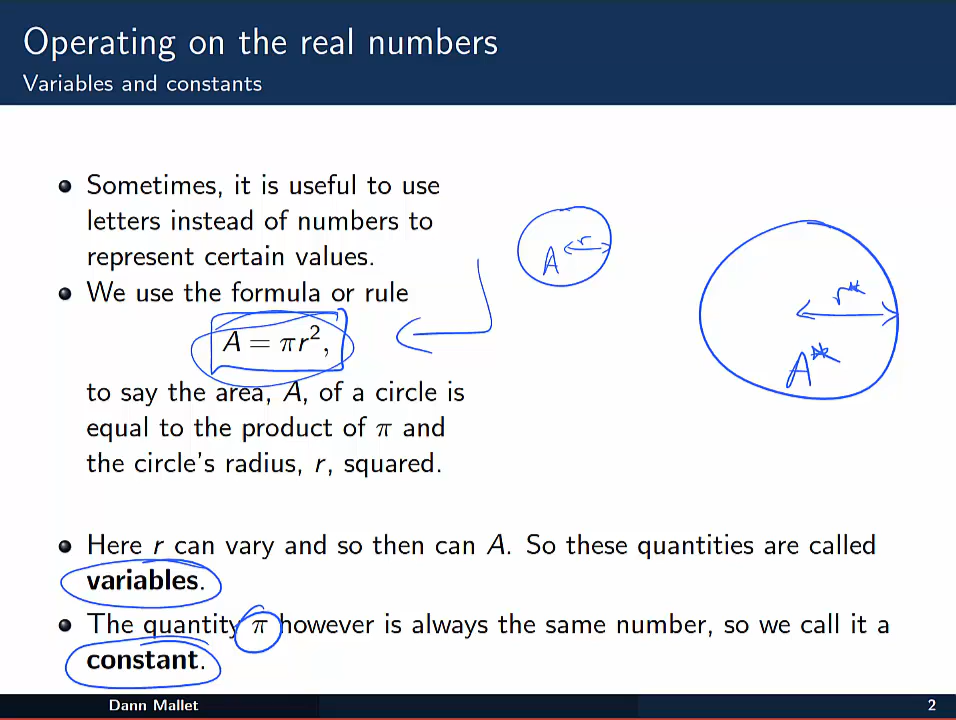 Operating on the real numbers
Variables and constants
Sometimes, it is useful to use
letters instead of numbers to
represent certain values.
We use the formula or rule
A = πr²,
to say the area, A, of a circle is
equal to the product of π and
the circle's radius, r, squared.
A r
r*
A*
Here r can vary and so then can A. So these quantities are called
variables.
The quantity π however is always the same number, so we call it a
constant.
Dann Mallet
2